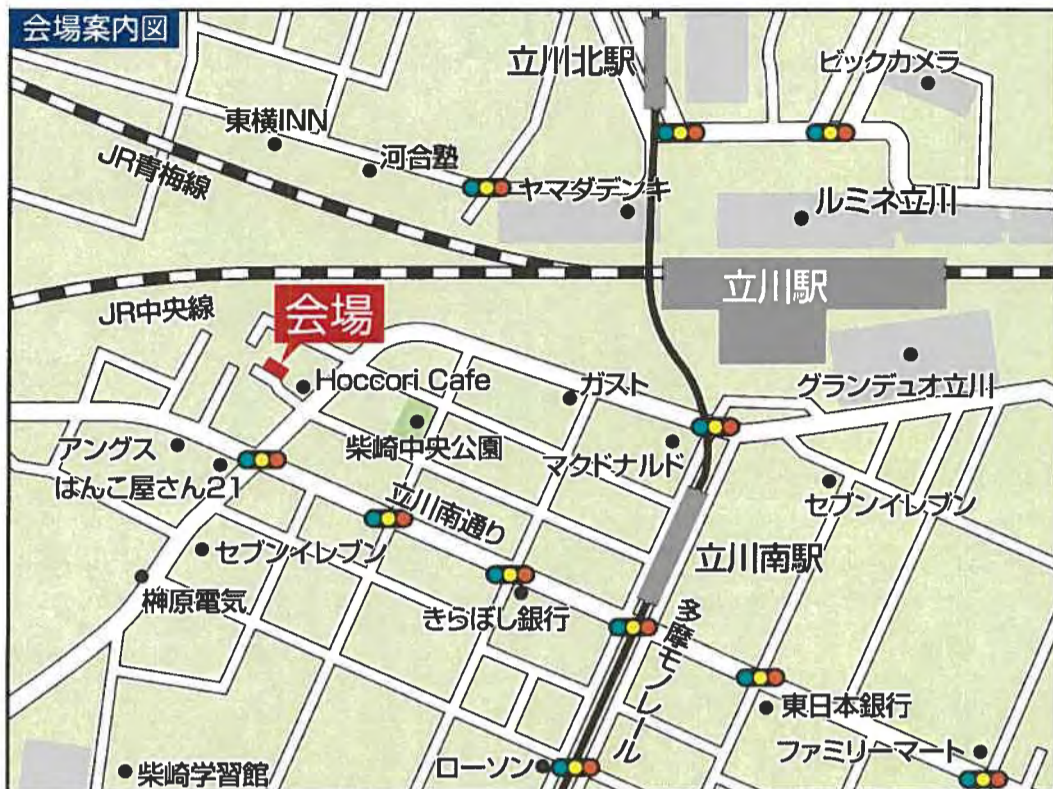 会場案内図
立川北駅
ビックカメラ
東横INN
JR青梅線
河合塾
ヤマダデンキ
ルミネ立川
立川駅
JR中央線
会場
Hoccori Cafe
ガスト
グランデュオ立川
柴崎中央公園
マクドナルド
アングス
はんこ屋さん21
セブンイレブン
立川南通り
セブンイレブン
立川南駅
榊原電気
きらぼし銀行
多摩モノレール
東日本銀行
ファミリーマート
ローソン
柴崎学習館